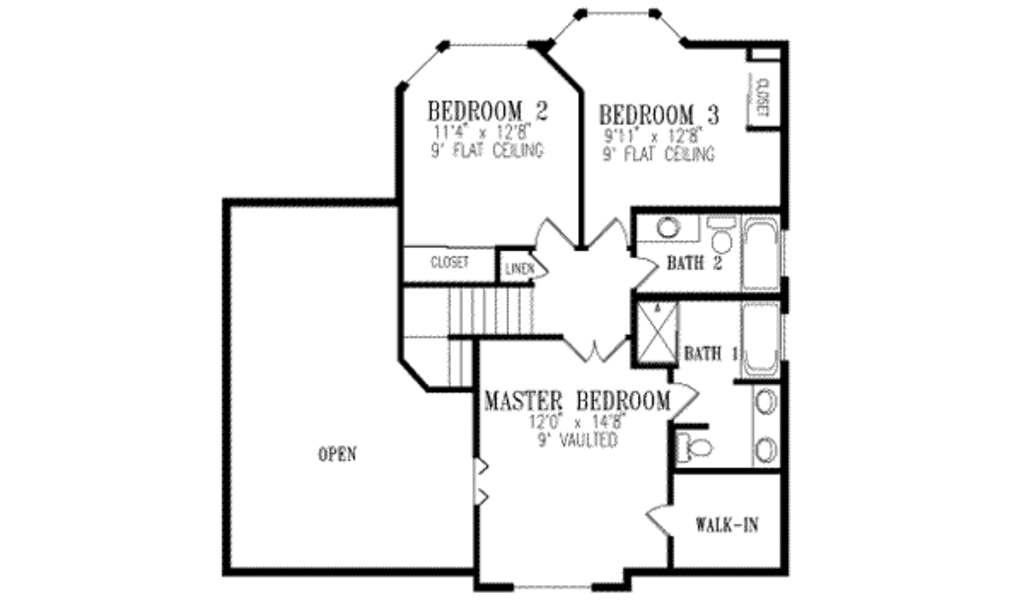 BEDROOM 2
11'4" x 12'8"
9' FLAT CEILING
BEDROOM 3
9'11" x 12'8"
9' FLAT CEILING
CLOSET
CLOSET
LINEN
BATH 2
BATH 1
MASTER BEDROOM
12'0" x 14'8"
9' VAULTED
OPEN
WALK-IN